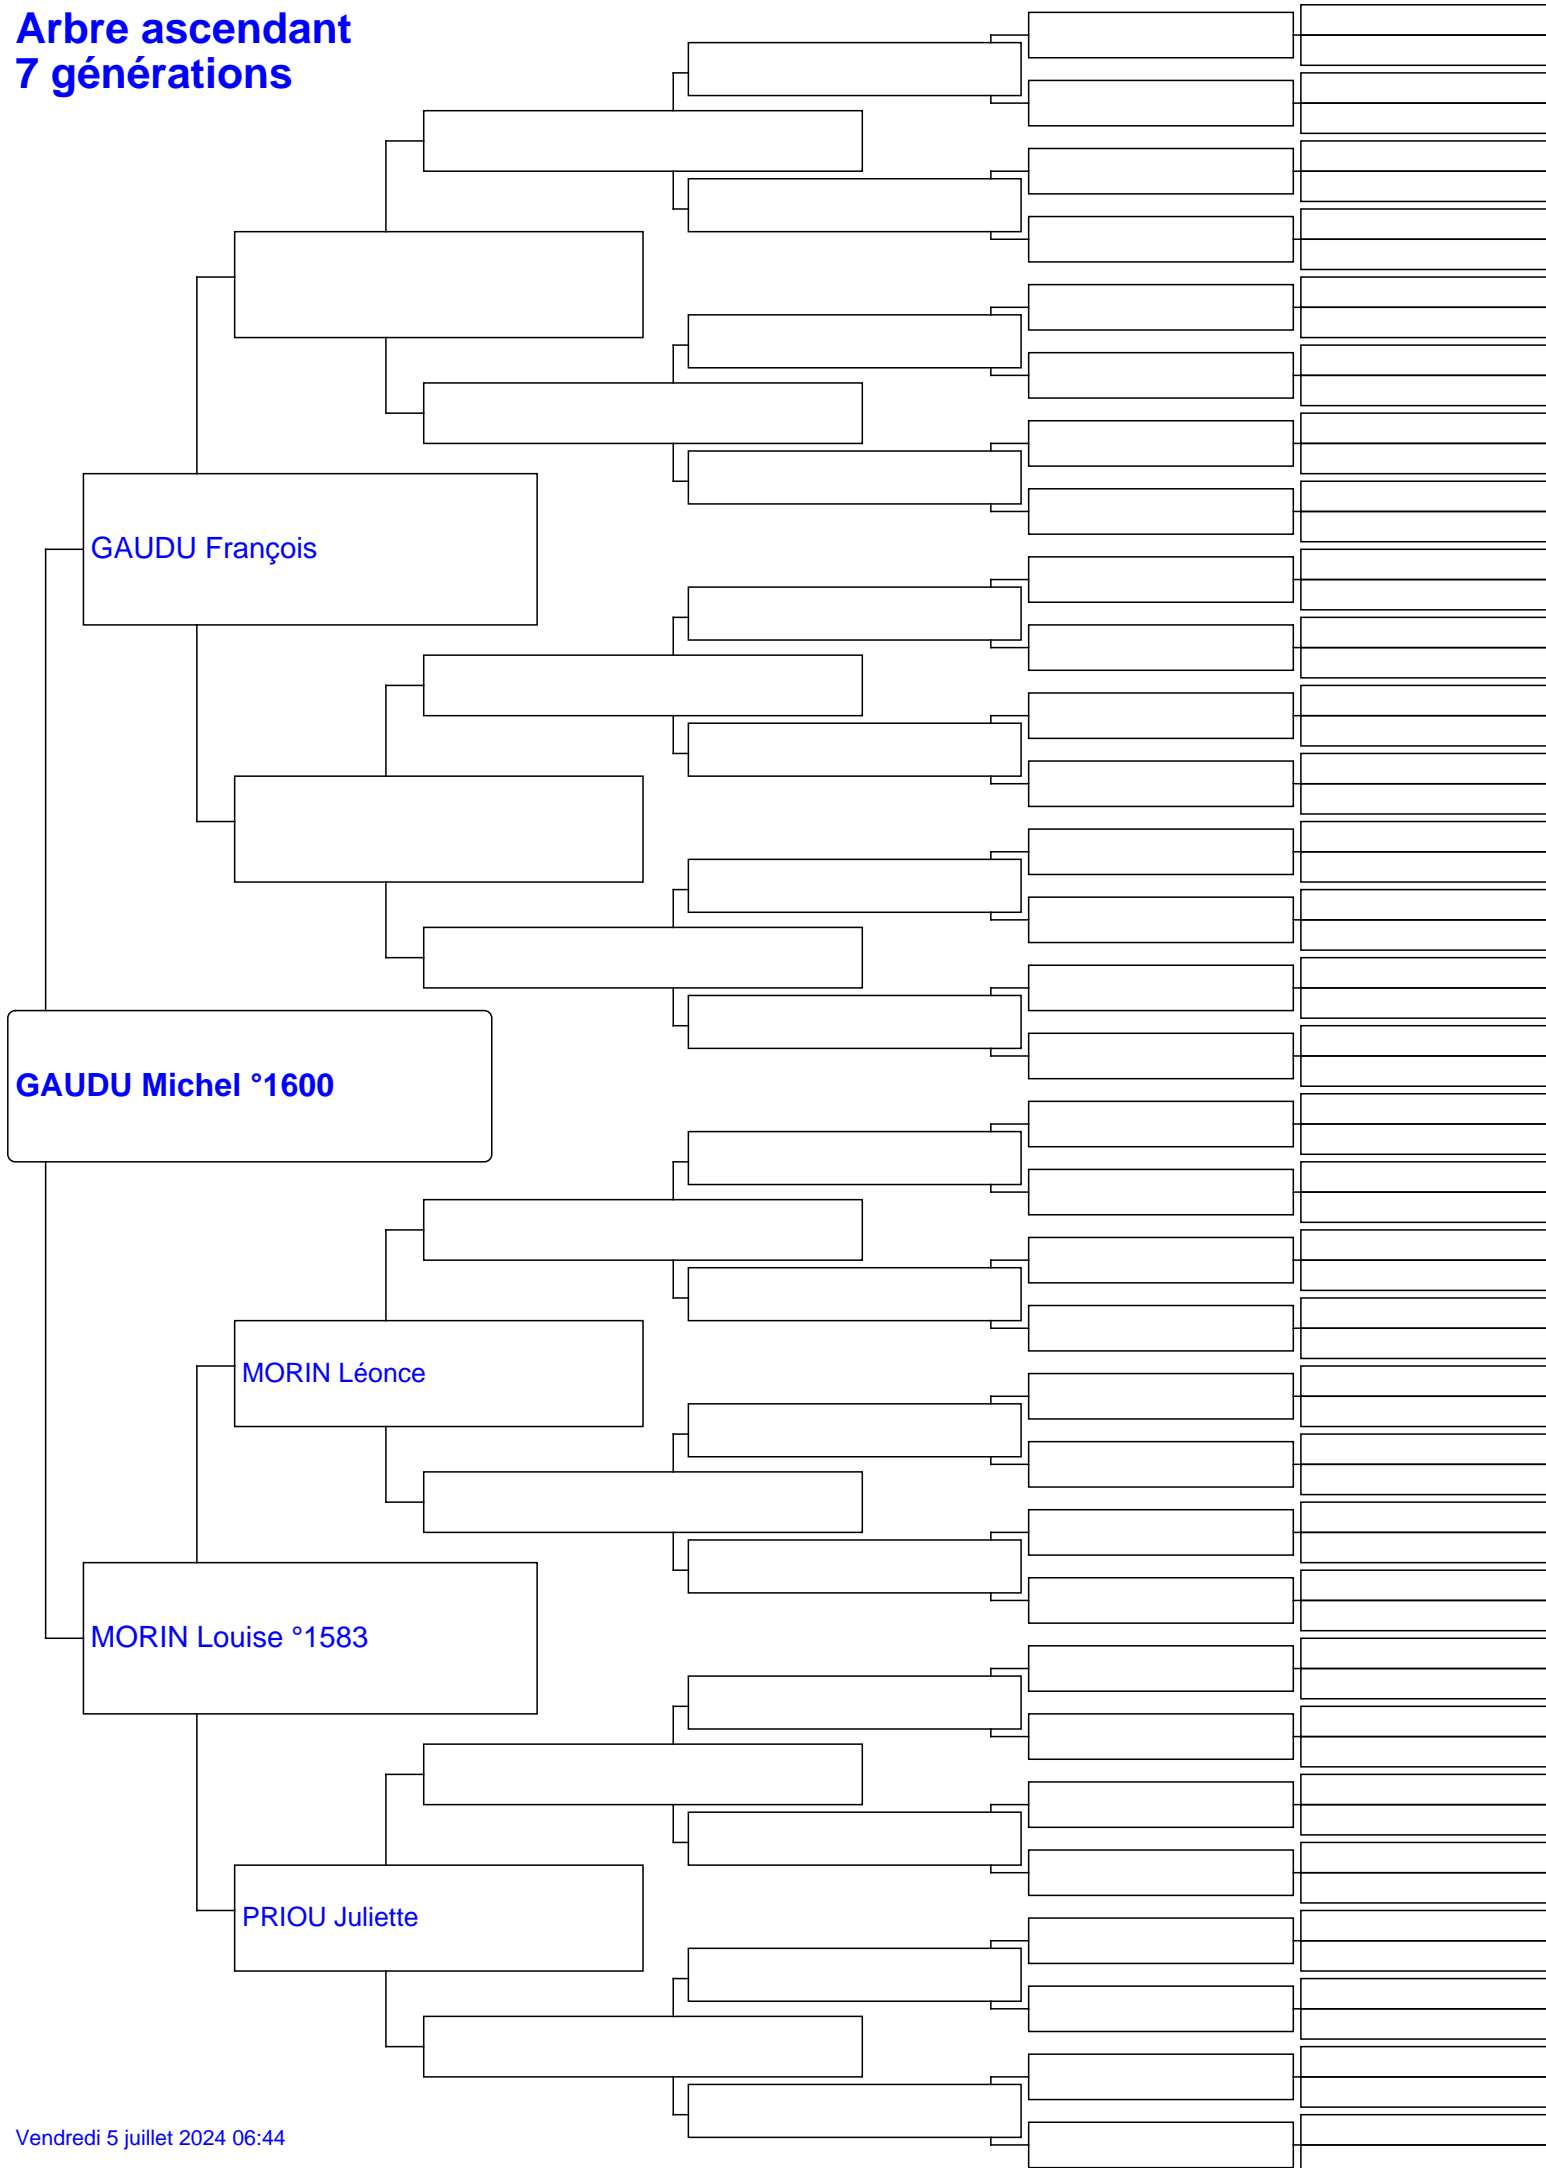 Arbre ascendant
7 générations
GAUDU François
GAUDU Michel °1600
MORIN Léonce
MORIN Louise °1583
PRIOU Juliette
Vendredi 5 juillet 2024 06:44